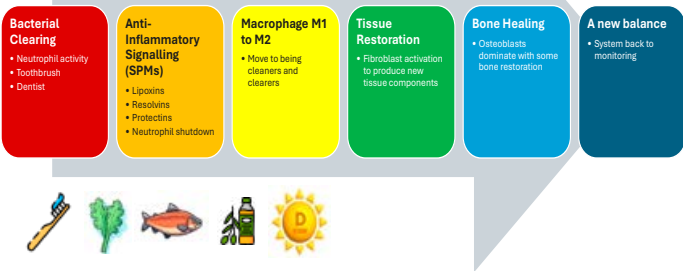 Bacterial
Clearing
• Neutrophil activity
• Toothbrush
• Dentist
Anti-
Inflammatory
Signalling
(SPMs)
• Lipoxins
• Resolvins
• Protectins
• Neutrophil shutdown
Macrophage M1
to M2
• Move to being
cleaners and
clearers
Tissue
Restoration
• Fibroblast activation
to produce new
tissue components
Bone Healing
• Osteoblasts
dominate with some
bone restoration
A new balance
• System back to
monitoring
D